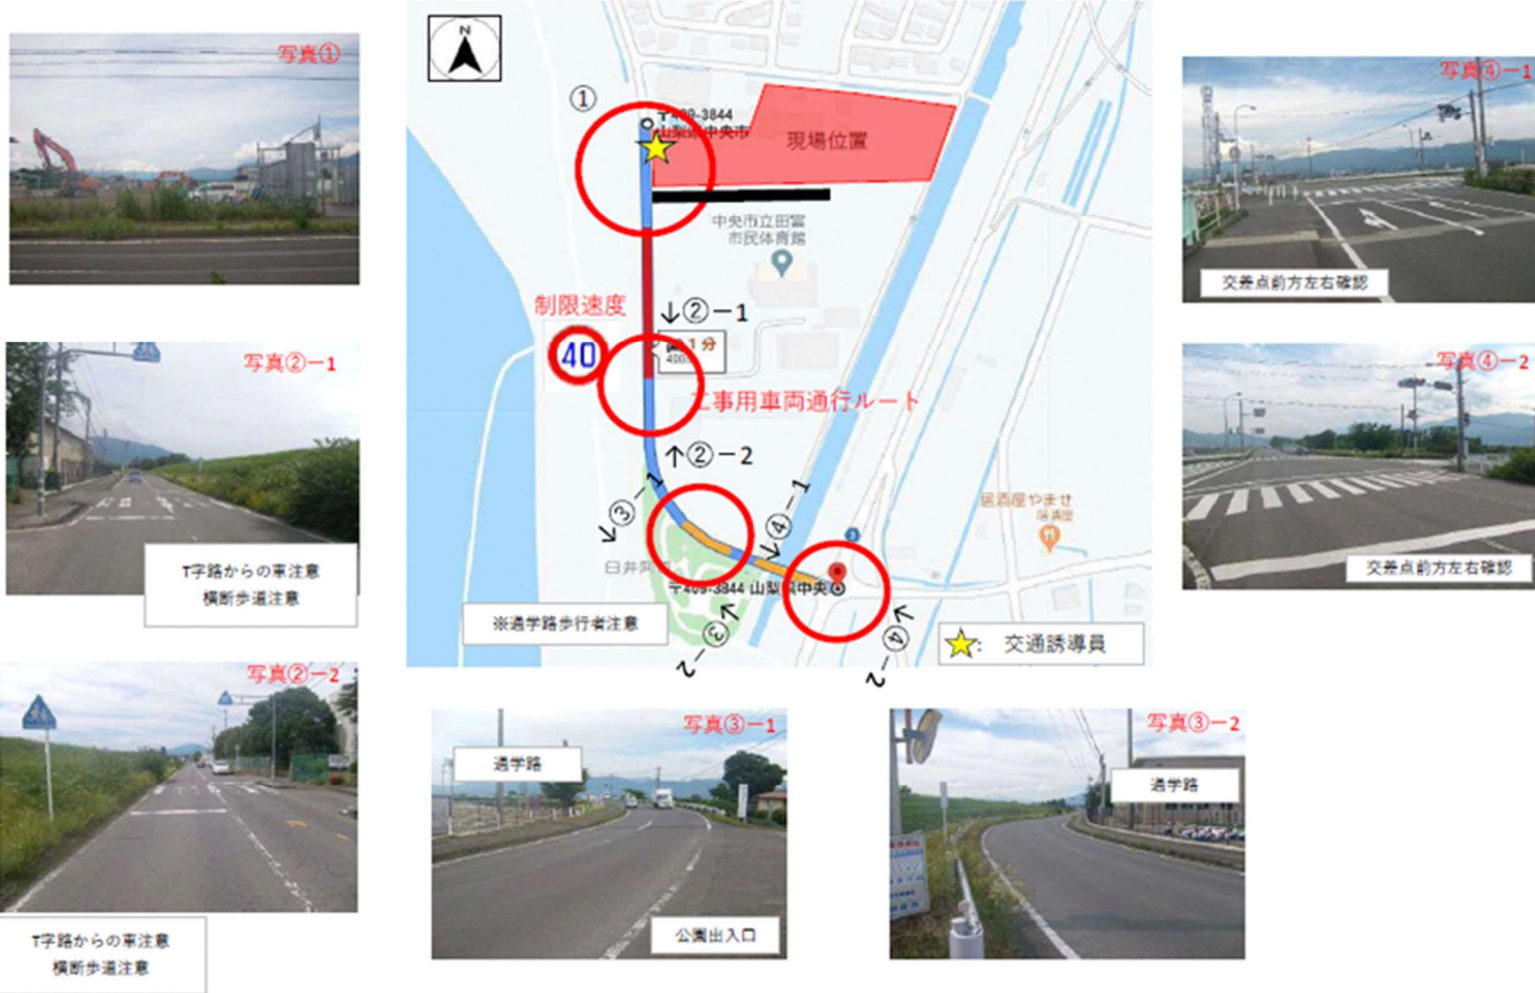 写真①
写真②－1
T字路からの車注意
横断歩道注意
写真②－2
T字路からの車注意
横断歩道注意
N
①
〒409-3844
山梨県中央市
現場位置
中央市立田富
市民体育館
制限速度
40
↓②－1
1分
工事用車両通行ルート
↑②－2
③－1
④－1
居酒屋やませ
居酒屋
3
臼井阿
〒409-3844 山梨県中央
※通学路歩行者注意
③－2
④－2
： 交通誘導員
写真③－1
通学路
公園出入口
写真③－2
通学路
写真④－1
交差点前方左右確認
写真④－2
交差点前方左右確認